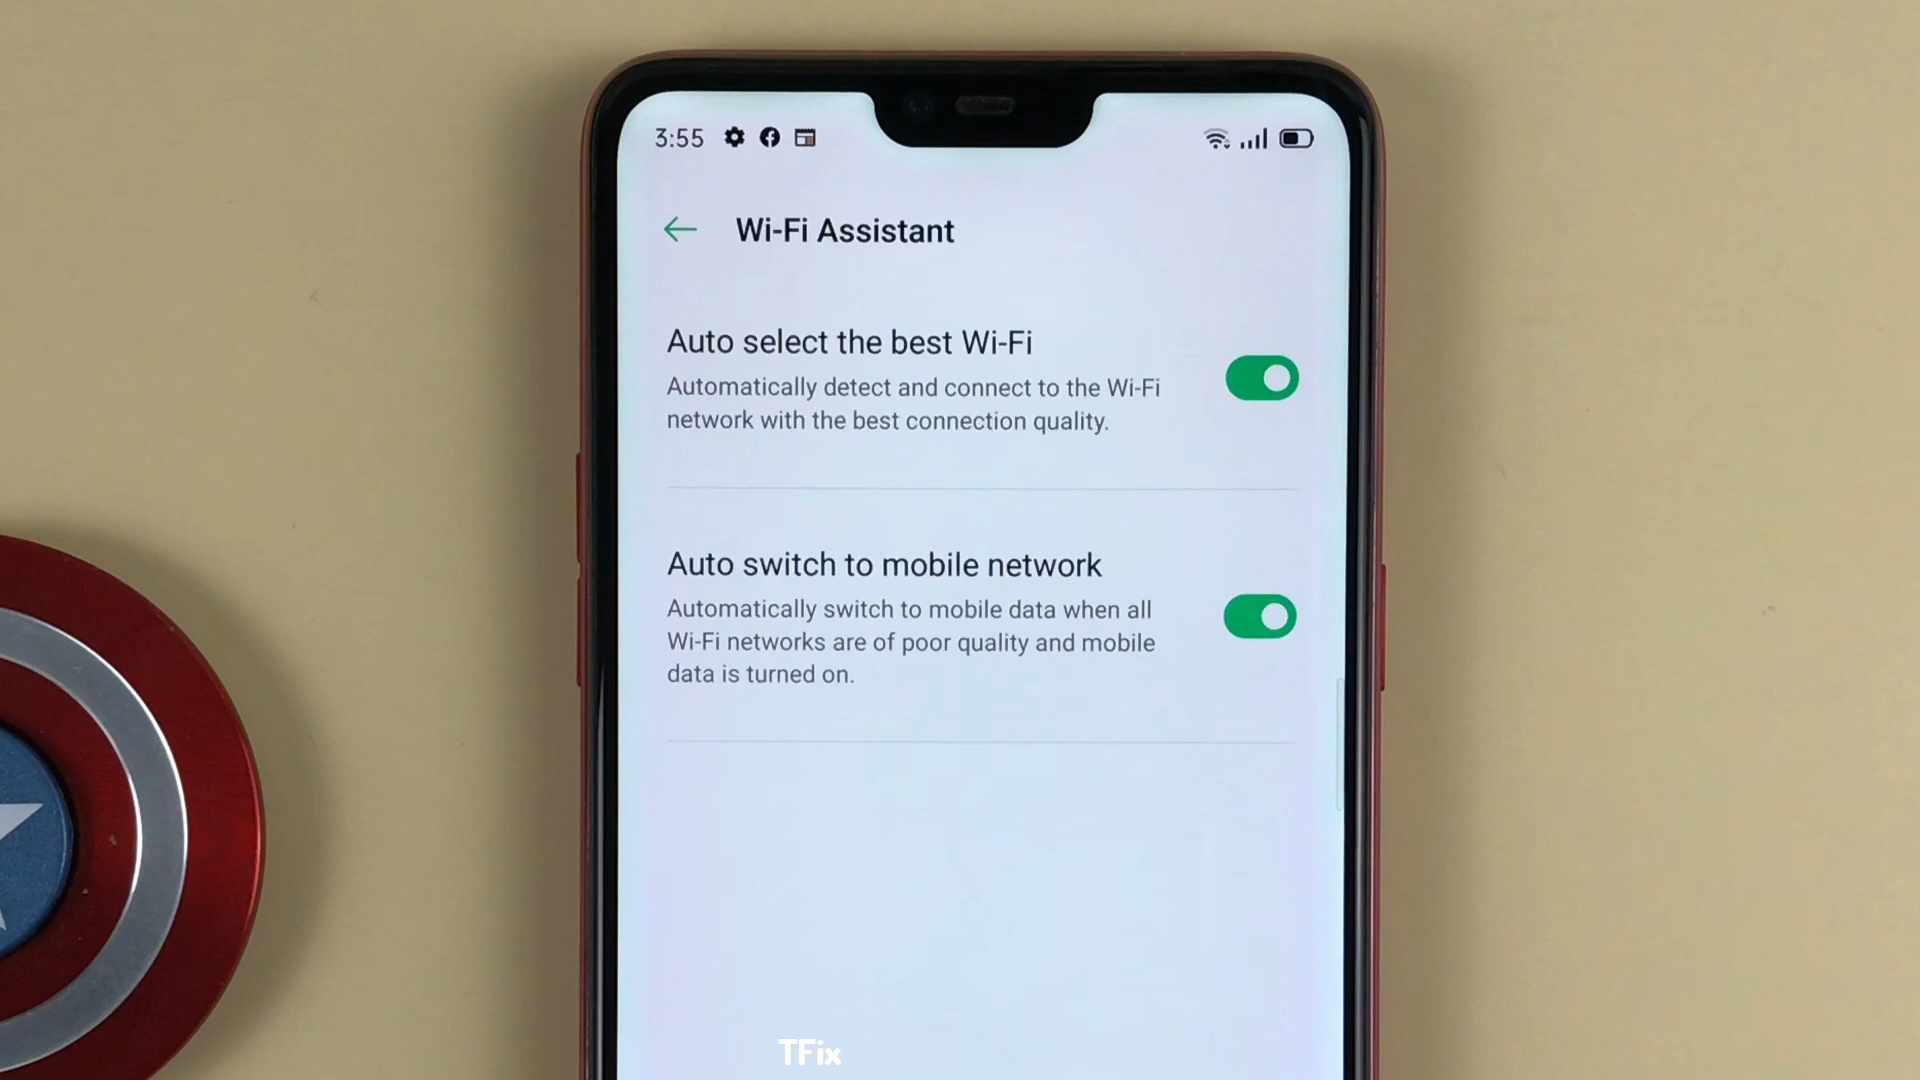 3:55
Wi-Fi Assistant
Auto select the best Wi-Fi
Automatically detect and connect to the Wi-Fi
network with the best connection quality.
Auto switch to mobile network
Automatically switch to mobile data when all
Wi-Fi networks are of poor quality and mobile
data is turned on.
TFix